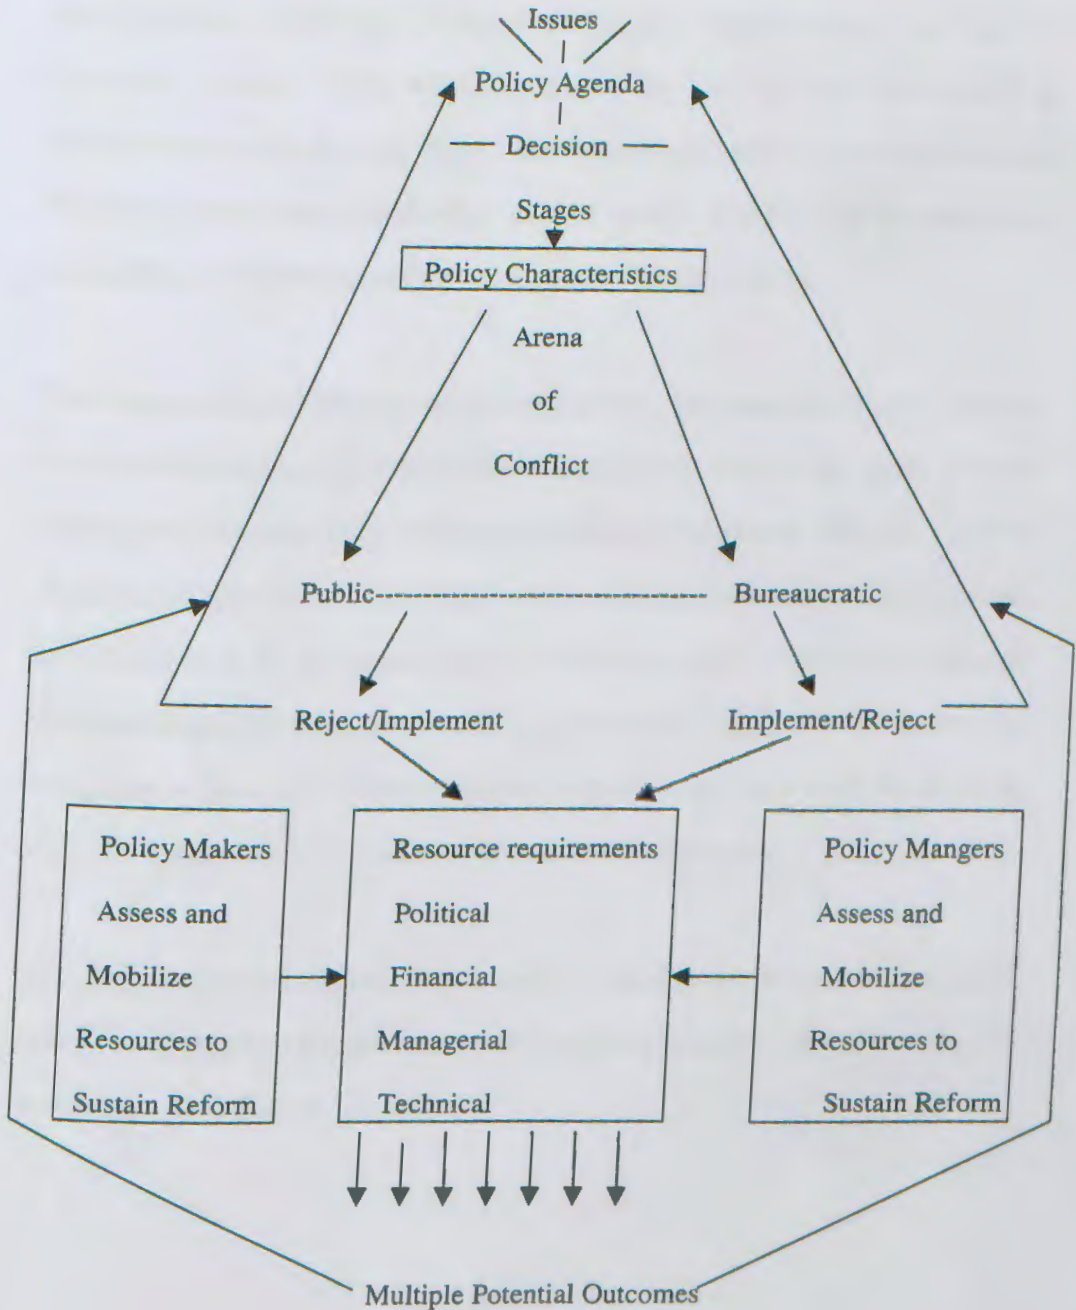 Issues
Policy Agenda
Decision
Stages
Policy Characteristics
Arena
of
Conflict
Public
Bureaucratic
Reject/Implement
Implement/Reject
Policy Makers
Assess and
Mobilize
Resources to
Sustain Reform
Resource requirements
Political
Financial
Managerial
Technical
Policy Mangers
Assess and
Mobilize
Resources to
Sustain Reform
Multiple Potential Outcomes